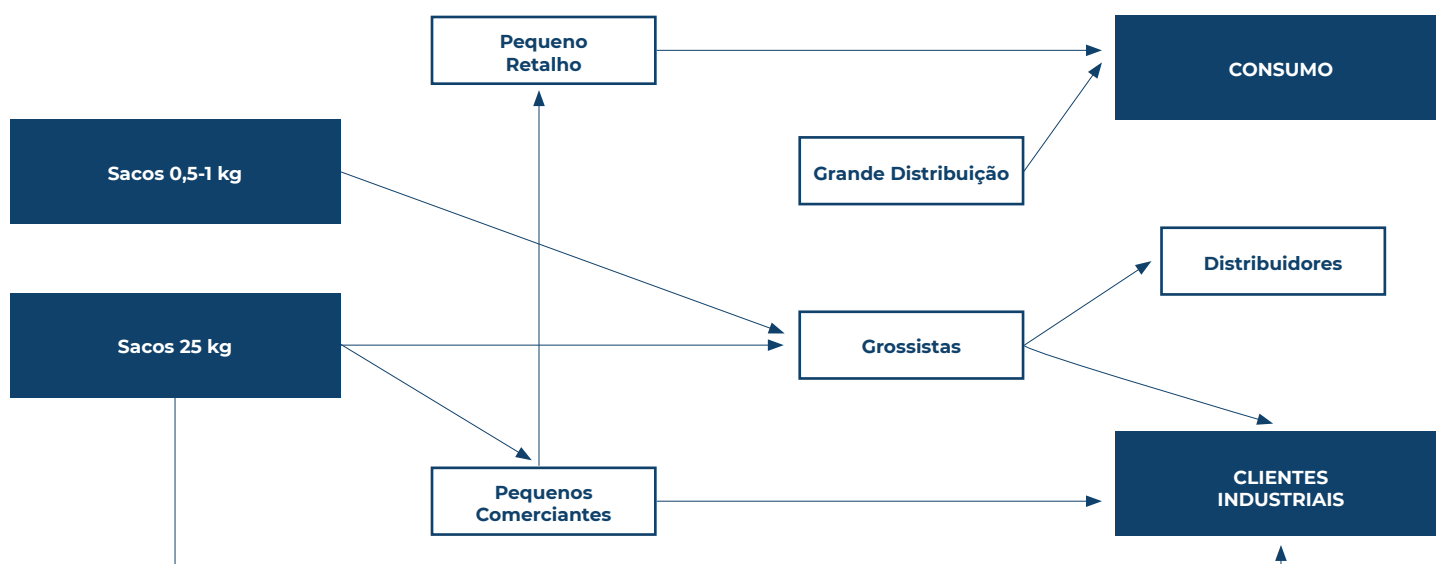 Pequeno
Retalho
CONSUMO
Sacos 0,5-1 kg
Grande Distribuição
Distribuidores
Sacos 25 kg
Grossistas
Pequenos
Comerciantes
CLIENTES
INDUSTRIAIS